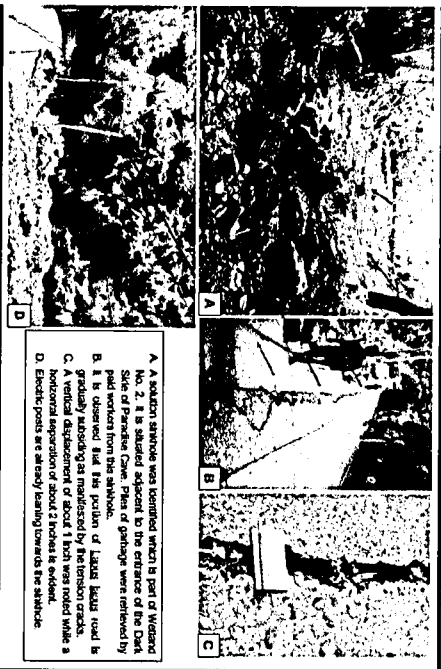 A
B
C
D
A. A solution sinkhole was identified which is part of Wetland
No. 2. It is situated adjacent to the entrance of the Dark
Side of Paradise Cave. Piles of garbage were retrieved by
paid workers from this sinkhole.
B. It is observed that this portion of Laius laius road is
gradually subsiding as manifested by the tension cracks.
C. A vertical displacement of about 1 inch was noted while a
horizontal separation of about 2 inches is evident.
D. Electric posts are already leaning towards the sinkhole.